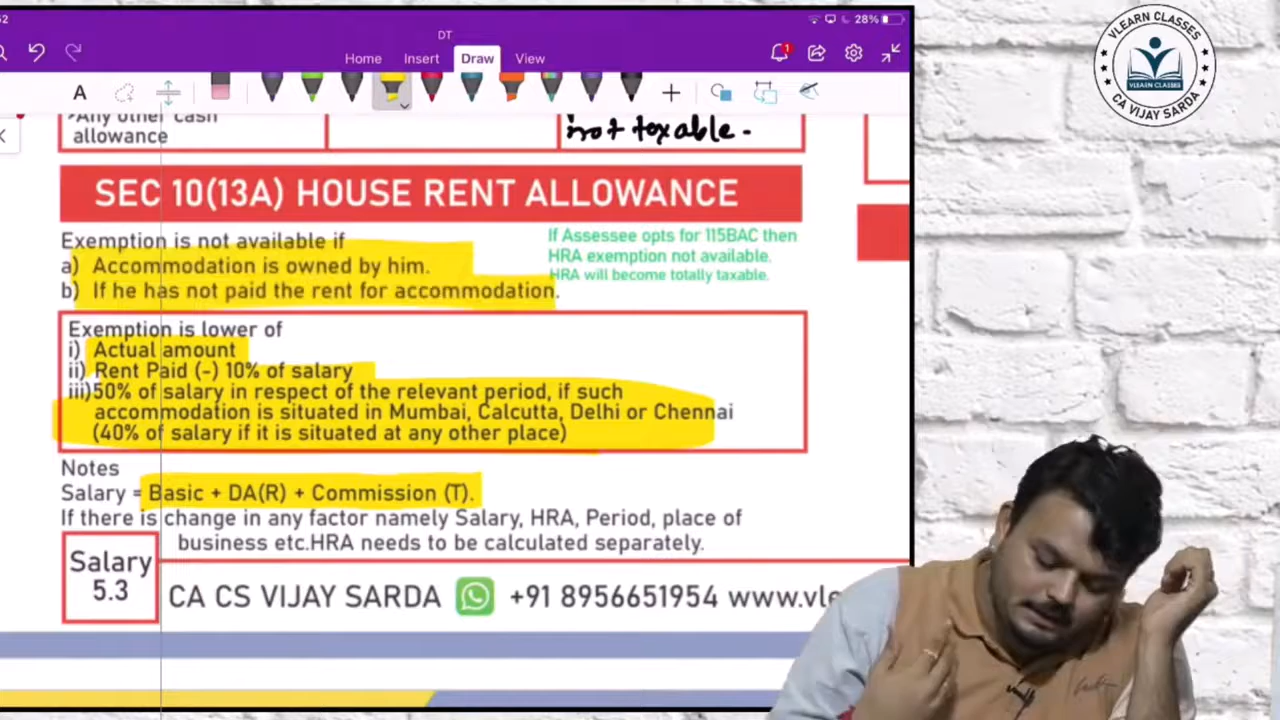 52
28%
DT
Home Insert Draw View
1
A
Any other cash
allowance
not taxable.
SEC 10(13A) HOUSE RENT ALLOWANCE
Exemption is not available if
a) Accommodation is owned by him.
b) If he has not paid the rent for accommodation.
If Assessee opts for 115BAC then
HRA exemption not available.
HRA will become totally taxable.
Exemption is lower of
i) Actual amount
ii) Rent Paid (-) 10% of salary
iii)50% of salary in respect of the relevant period, if such
accommodation is situated in Mumbai, Calcutta, Delhi or Chennai
(40% of salary if it is situated at any other place)
Notes
Salary = Basic + DA(R) + Commission (T).
If there is change in any factor namely Salary, HRA, Period, place of
business etc.HRA needs to be calculated separately.
Salary
5.3
CA CS VIJAY SARDA +91 8956651954 www.vle
VLEARN CLASSES
VLEARN CLASSES
CA VIJAY SARDA